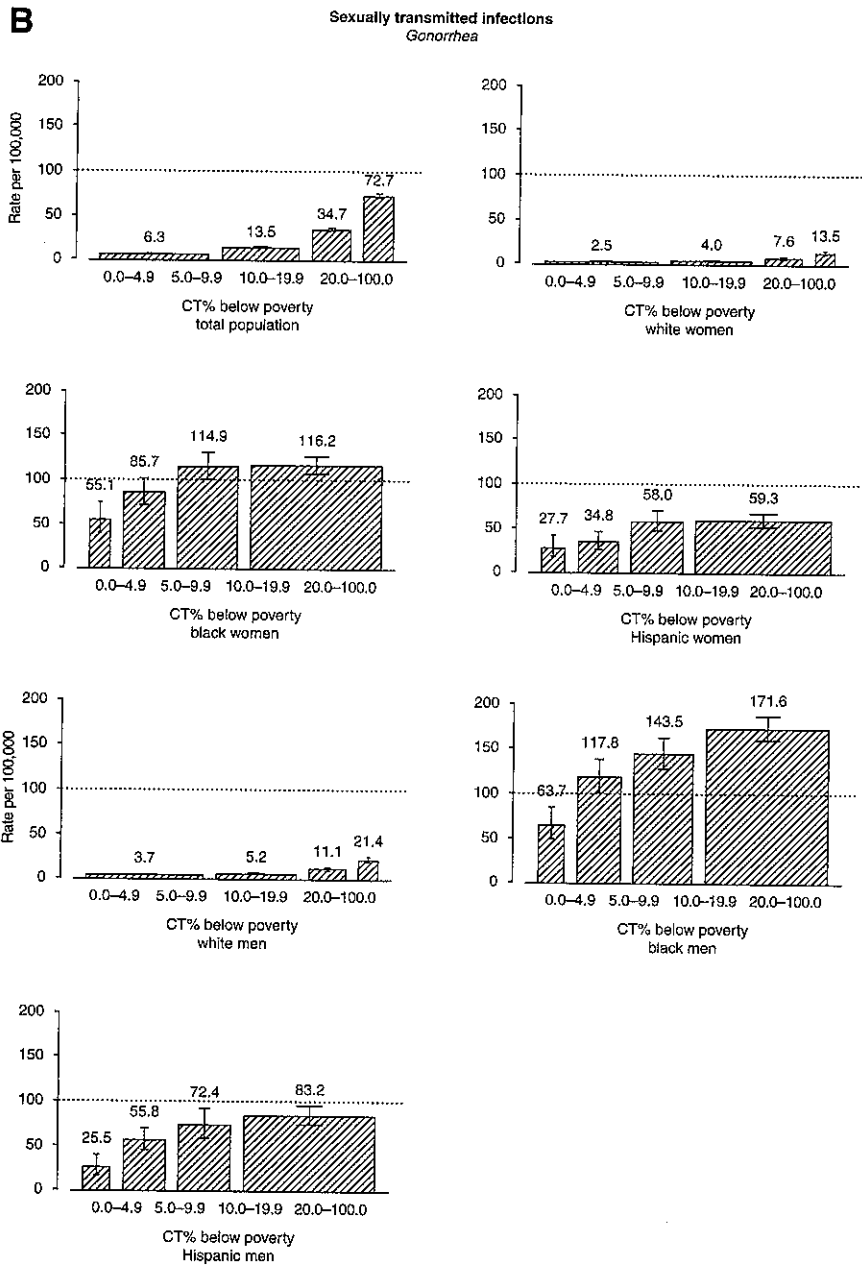 B
Sexually transmitted infections
Gonorrhea
Rate per 100,000
200
150
100
50
0
6.3
13.5
34.7
72.7
0.0–4.9 5.0–9.9 10.0–19.9 20.0–100.0
CT% below poverty
total population
200
150
100
50
0
2.5
4.0
7.6
13.5
0.0–4.9 5.0–9.9 10.0–19.9 20.0–100.0
CT% below poverty
white women
200
150
100
50
0
55.1
85.7
114.9
116.2
0.0–4.9 5.0–9.9 10.0–19.9 20.0–100.0
CT% below poverty
black women
200
150
100
50
0
27.7
34.8
58.0
59.3
0.0–4.9 5.0–9.9 10.0–19.9 20.0–100.0
CT% below poverty
Hispanic women
Rate per 100,000
200
150
100
50
0
3.7
5.2
11.1
21.4
0.0–4.9 5.0–9.9 10.0–19.9 20.0–100.0
CT% below poverty
white men
200
150
100
50
0
63.7
117.8
143.5
171.6
0.0–4.9 5.0–9.9 10.0–19.9 20.0–100.0
CT% below poverty
black men
200
150
100
50
0
25.5
55.8
72.4
83.2
0.0–4.9 5.0–9.9 10.0–19.9 20.0–100.0
CT% below poverty
Hispanic men